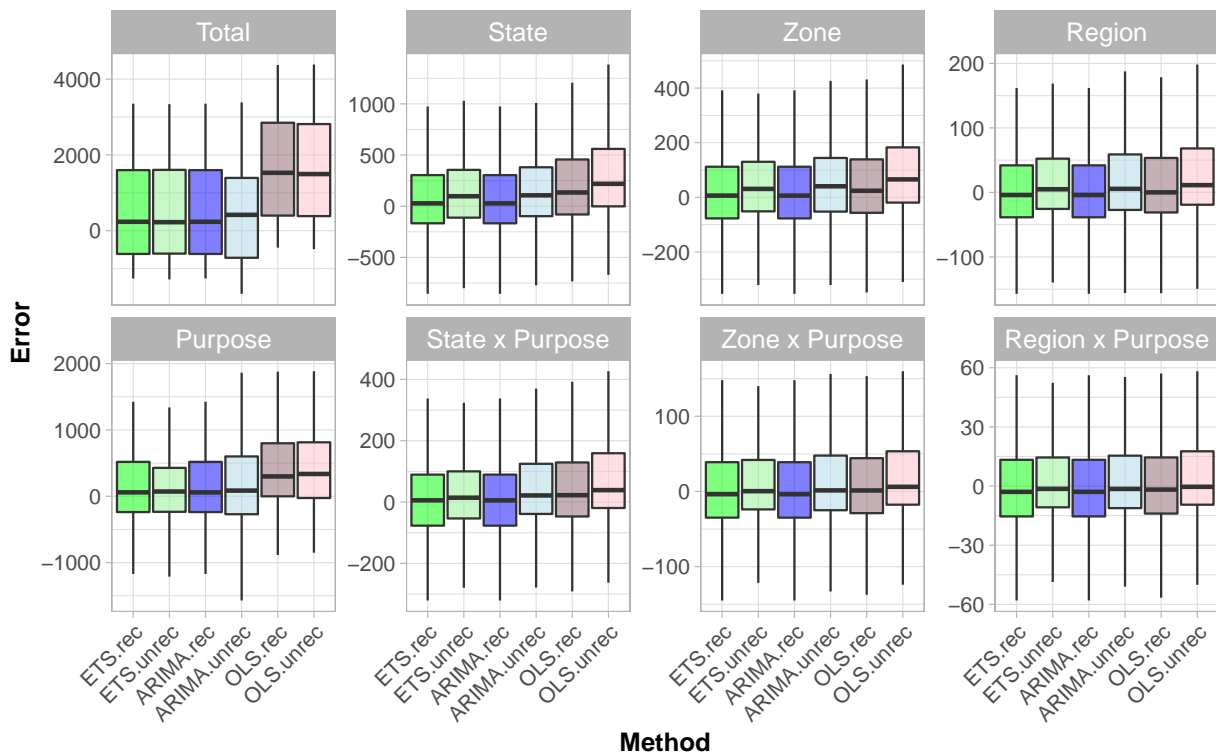 Total State Zone Region
4000
2000
0
1000
500
0
−500
400
200
0
−200
200
100
0
−100
Error
Purpose State x Purpose Zone x Purpose Region x Purpose
2000
1000
0
−1000
400
200
0
−200
100
0
−100
60
30
0
−30
−60
ETS.rec
ETS.unrec
ARIMA.rec
ARIMA.unrec
OLS.rec
OLS.unrec
ETS.rec
ETS.unrec
ARIMA.rec
ARIMA.unrec
OLS.rec
OLS.unrec
ETS.rec
ETS.unrec
ARIMA.rec
ARIMA.unrec
OLS.rec
OLS.unrec
ETS.rec
ETS.unrec
ARIMA.rec
ARIMA.unrec
OLS.rec
OLS.unrec
Method